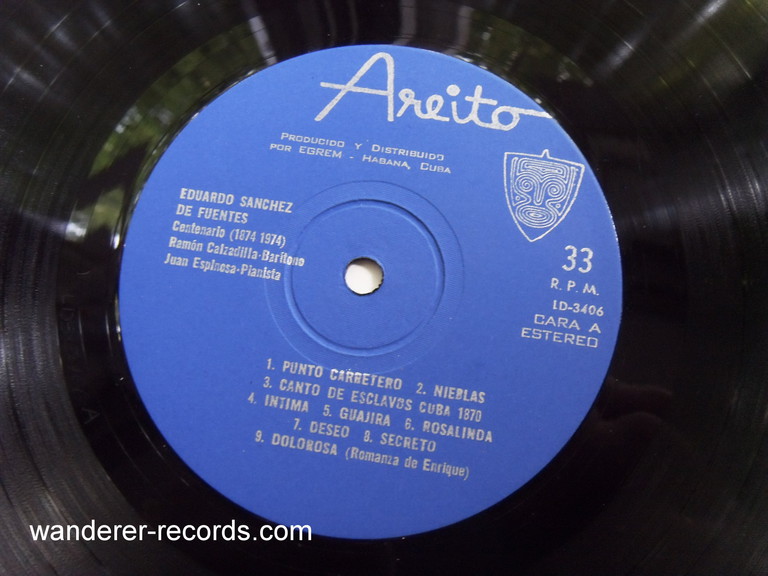 Areito
PRODUCIDO Y DISTRIBUIDO
POR EGREM - HABANA, CUBA
EDUARDO SANCHEZ
DE FUENTES
Centenario (1874 1974)
Ramón Calzadilla-Barítono
Juan Espinosa-Pianista
33
R. P. M.
LD-3406
CARA A
ESTEREO
1. PUNTO CARRETERO 2. NIEBLAS
3. CANTO DE ESCLAVOS CUBA 1870
4. INTIMA 5. GUAJIRA 6. ROSALINDA
7. DESEO 8. SECRETO
9. DOLOROSA (Romanza de Enrique)
wanderer-records.com